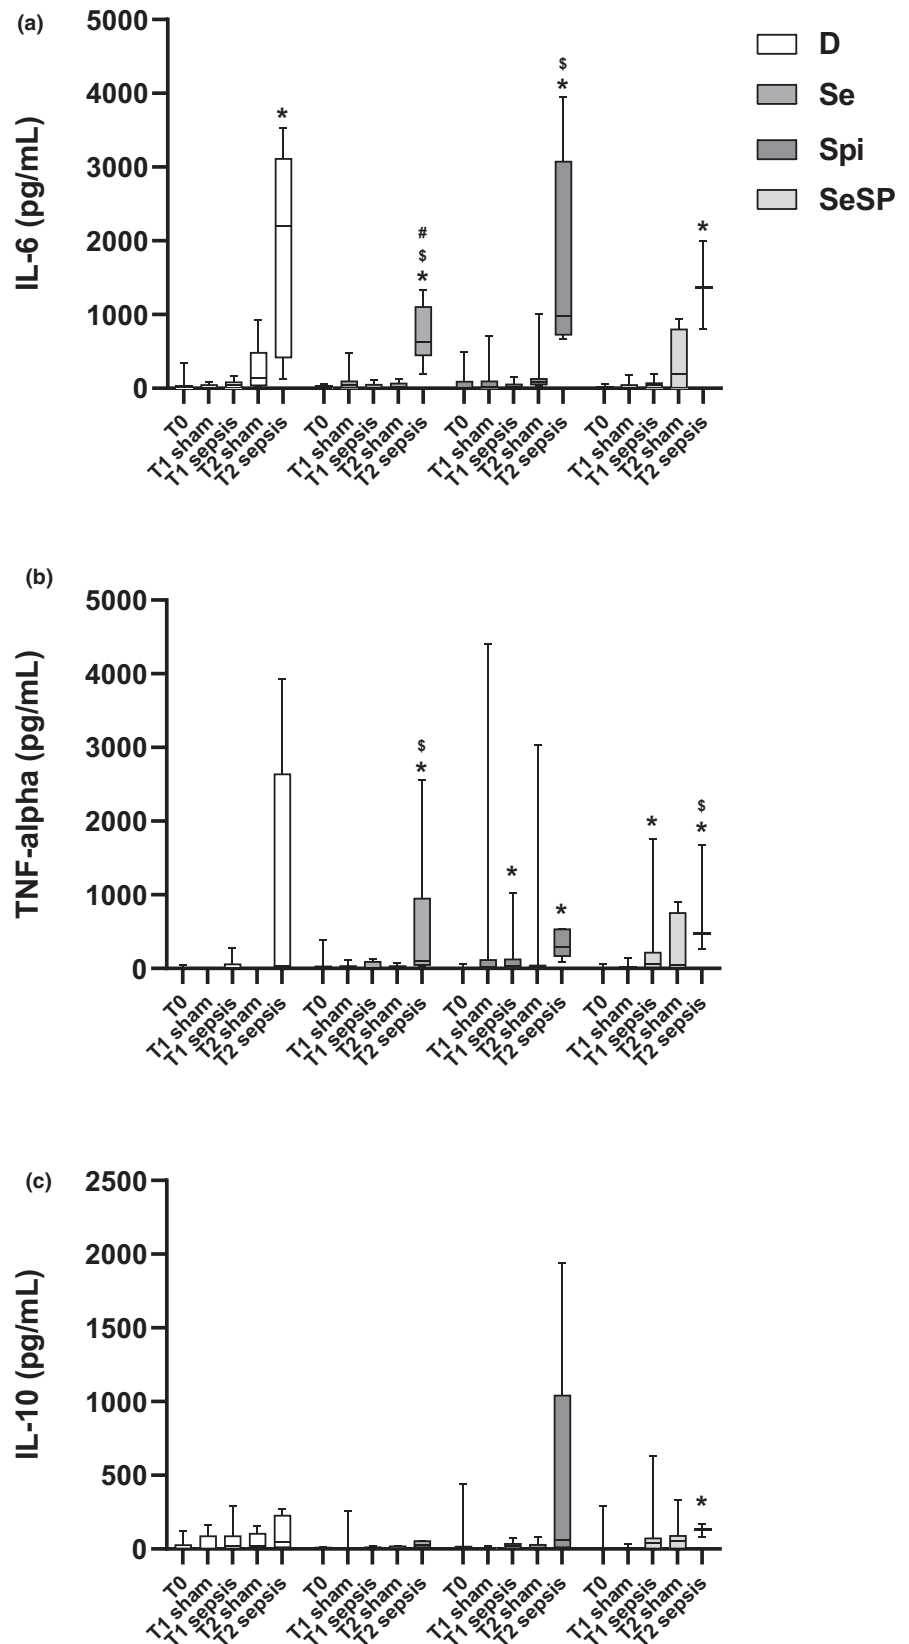 (a)
IL-6 (pg/mL)
5000
4000
3000
2000
1000
0
*
#
$
*
$
*
*
T0
T1 sham
T1 sepsis
T2 sham
T2 sepsis
T0
T1 sham
T1 sepsis
T2 sham
T2 sepsis
T0
T1 sham
T1 sepsis
T2 sham
T2 sepsis
T0
T1 sham
T1 sepsis
T2 sham
T2 sepsis
D
Se
Spi
SeSP
(b)
TNF-alpha (pg/mL)
5000
4000
3000
2000
1000
0
$
*
*
*
*
$
*
T0
T1 sham
T1 sepsis
T2 sham
T2 sepsis
T0
T1 sham
T1 sepsis
T2 sham
T2 sepsis
T0
T1 sham
T1 sepsis
T2 sham
T2 sepsis
T0
T1 sham
T1 sepsis
T2 sham
T2 sepsis
(c)
IL-10 (pg/mL)
2500
2000
1500
1000
500
0
*
T0
T1 sham
T1 sepsis
T2 sham
T2 sepsis
T0
T1 sham
T1 sepsis
T2 sham
T2 sepsis
T0
T1 sham
T1 sepsis
T2 sham
T2 sepsis
T0
T1 sham
T1 sepsis
T2 sham
T2 sepsis